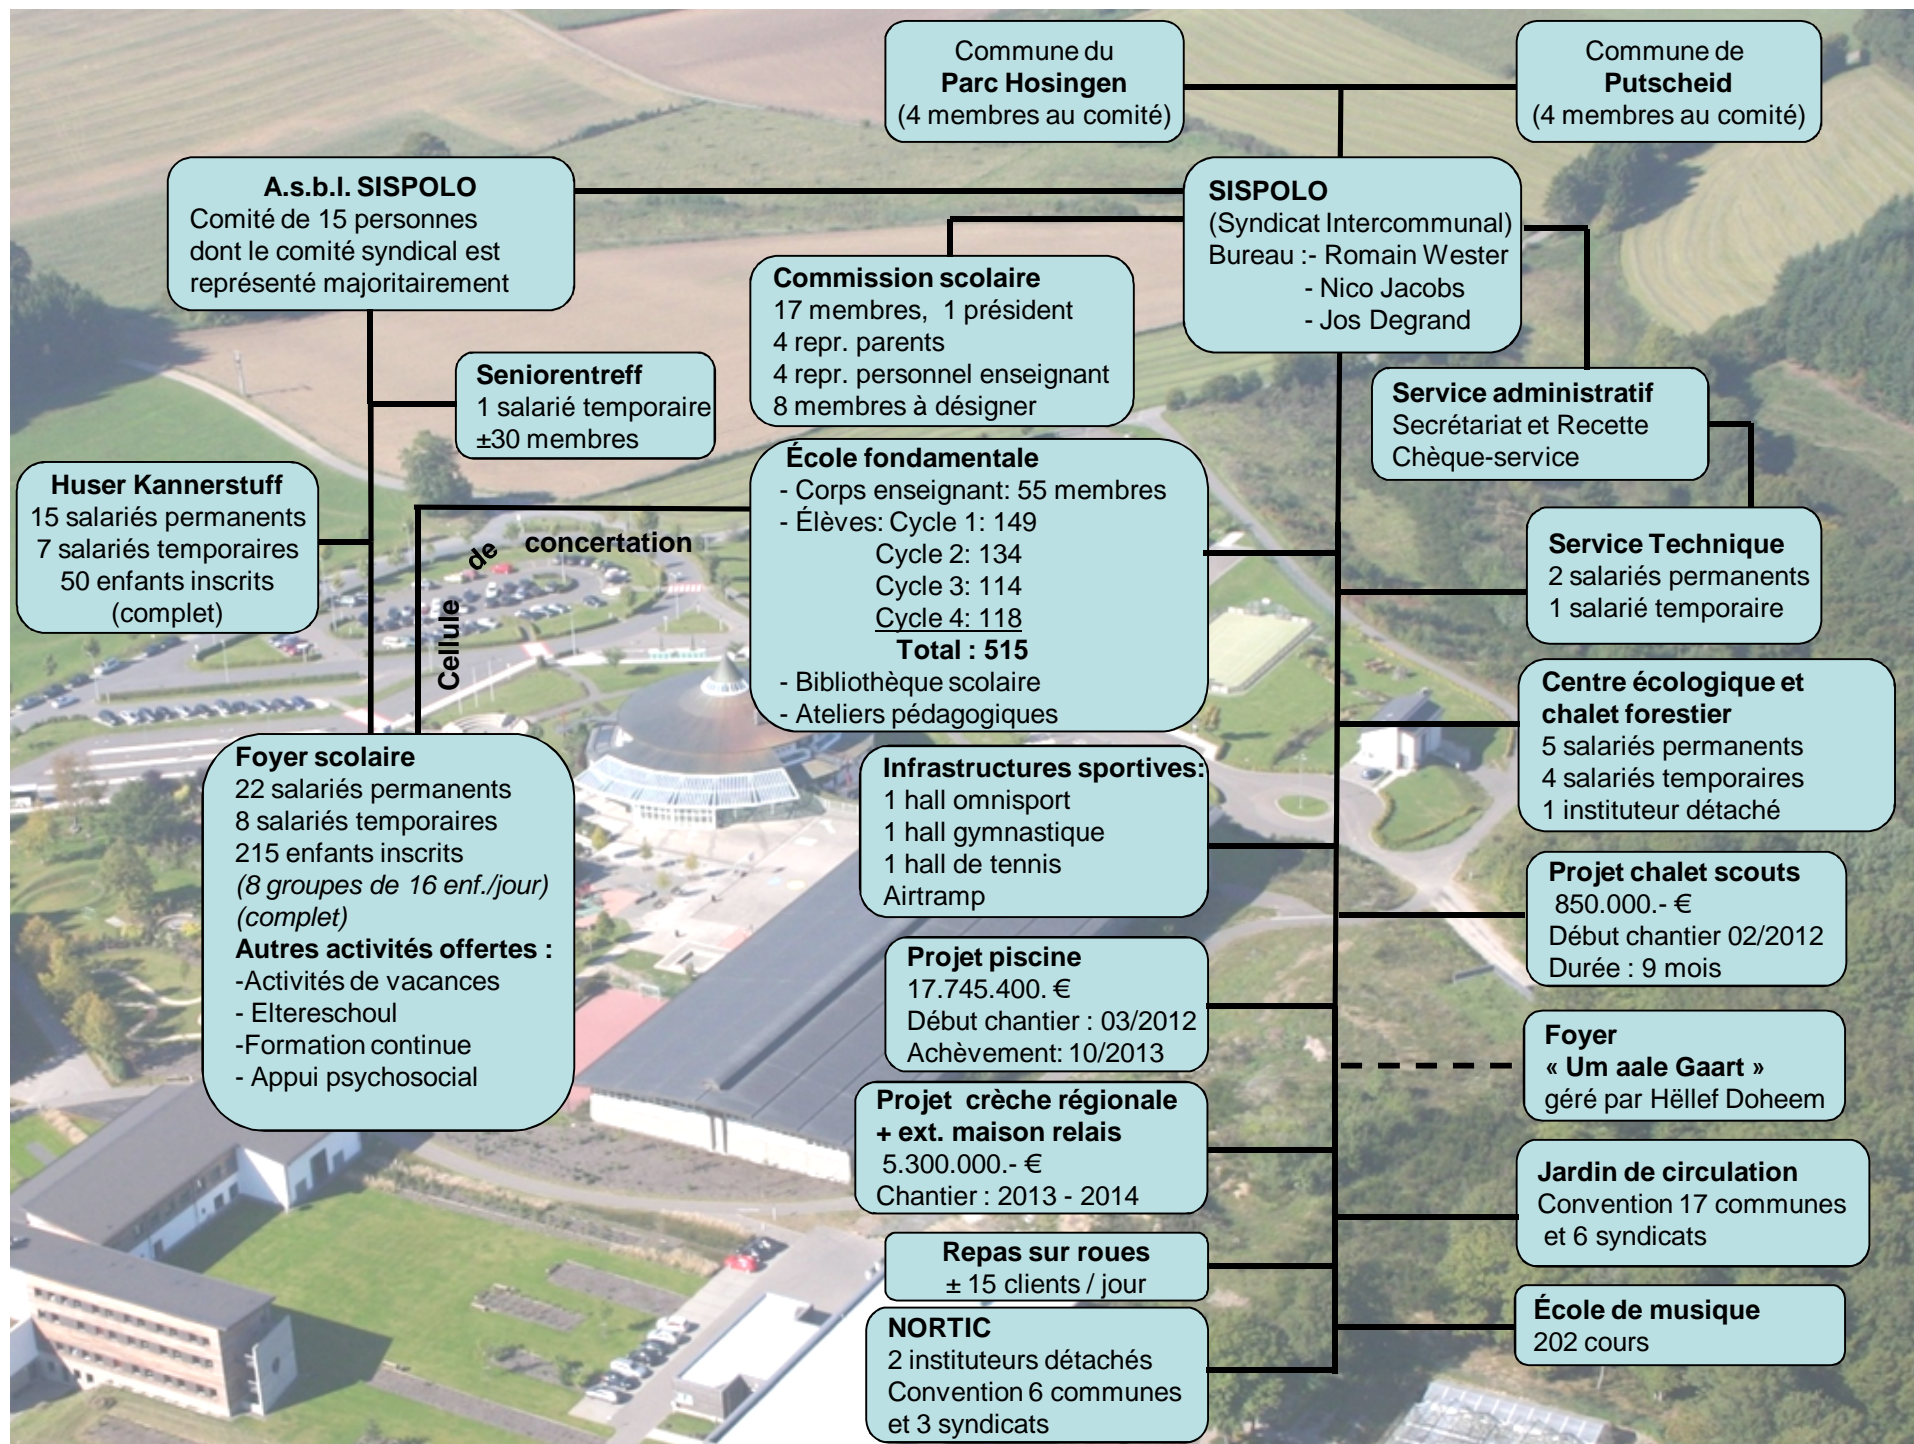 Commune du
Parc Hosingen
(4 membres au comité)
Commune de
Putscheid
(4 membres au comité)
A.s.b.l. SISPOLO
Comité de 15 personnes
dont le comité syndical est
représenté majoritairement
SISPOLO
(Syndicat Intercommunal)
Bureau :- Romain Wester
- Nico Jacobs
- Jos Degrand
Commission scolaire
17 membres, 1 président
4 repr. parents
4 repr. personnel enseignant
8 membres à désigner
Seniorentreff
1 salarié temporaire
±30 membres
Service administratif
Secrétariat et Recette
Chèque-service
Huser Kannerstuff
15 salariés permanents
7 salariés temporaires
50 enfants inscrits
(complet)
Cellule de concertation
École fondamentale
- Corps enseignant: 55 membres
- Élèves: Cycle 1: 149
Cycle 2: 134
Cycle 3: 114
Cycle 4: 118
Total : 515
- Bibliothèque scolaire
- Ateliers pédagogiques
Service Technique
2 salariés permanents
1 salarié temporaire
Centre écologique et
chalet forestier
5 salariés permanents
4 salariés temporaires
1 instituteur détaché
Foyer scolaire
22 salariés permanents
8 salariés temporaires
215 enfants inscrits
(8 groupes de 16 enf./jour)
(complet)
Autres activités offertes :
-Activités de vacances
- Eltereschoul
-Formation continue
- Appui psychosocial
Infrastructures sportives:
1 hall omnisport
1 hall gymnastique
1 hall de tennis
Airtramp
Projet chalet scouts
850.000.- €
Début chantier 02/2012
Durée : 9 mois
Projet piscine
17.745.400. €
Début chantier : 03/2012
Achèvement: 10/2013
Foyer
« Um aale Gaart »
géré par Hëllef Doheem
Projet crèche régionale
+ ext. maison relais
5.300.000.- €
Chantier : 2013 - 2014
Jardin de circulation
Convention 17 communes
et 6 syndicats
Repas sur roues
± 15 clients / jour
École de musique
202 cours
NORTIC
2 instituteurs détachés
Convention 6 communes
et 3 syndicats